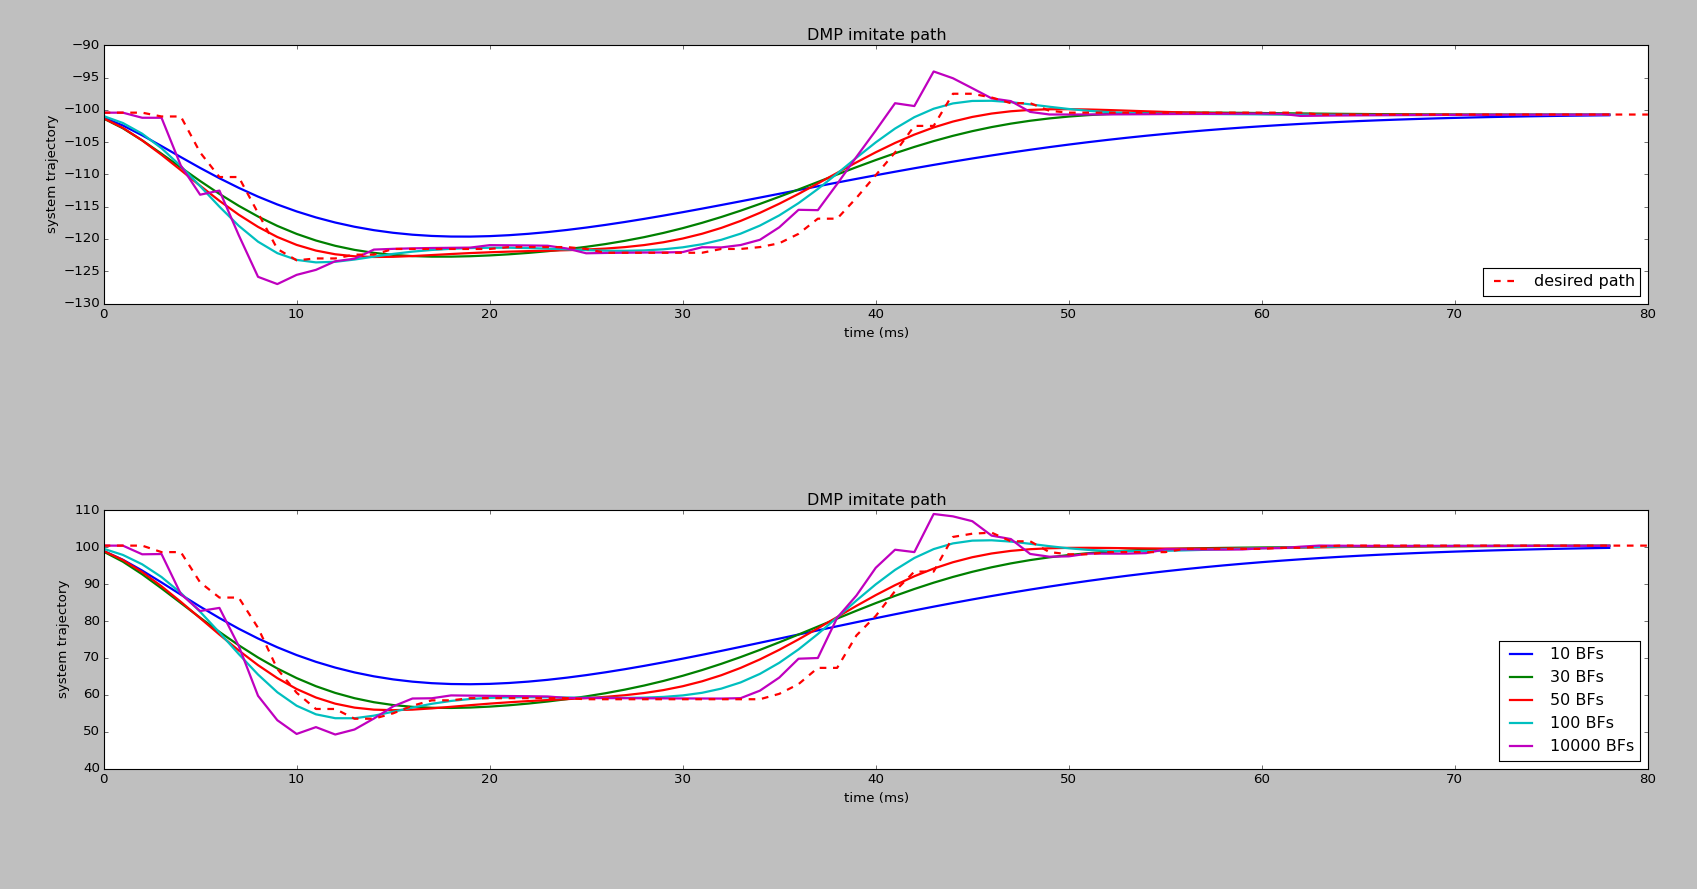 DMP imitate path
−90
−95
−100
−105
−110
−115
−120
−125
−130
system trajectory
desired path
0 10 20 30 40 50 60 70 80
time (ms)
DMP imitate path
110
100
90
80
70
60
50
40
system trajectory
10 BFs
30 BFs
50 BFs
100 BFs
10000 BFs
0 10 20 30 40 50 60 70 80
time (ms)